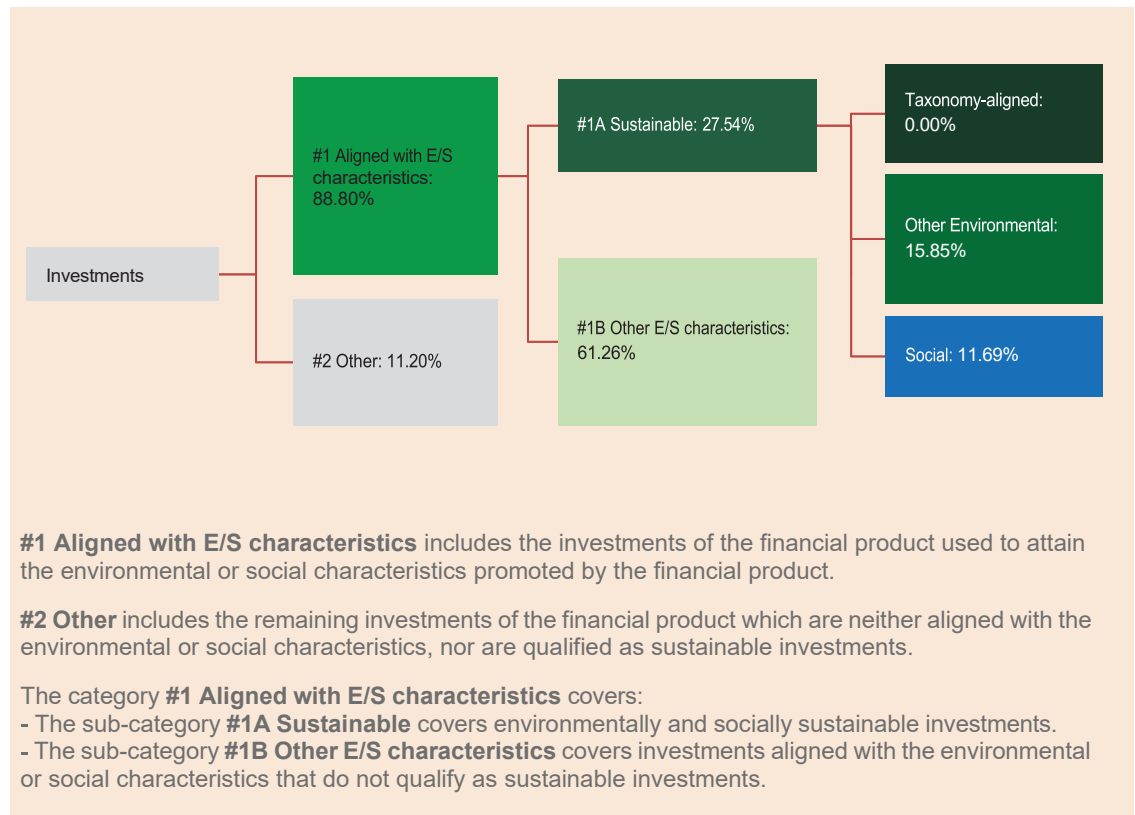 Investments
#1 Aligned with E/S
characteristics:
88.80%
#2 Other: 11.20%
#1A Sustainable: 27.54%
#1B Other E/S characteristics:
61.26%
Taxonomy-aligned:
0.00%
Other Environmental:
15.85%
Social: 11.69%
#1 Aligned with E/S characteristics includes the investments of the financial product used to attain
the environmental or social characteristics promoted by the financial product.
#2 Other includes the remaining investments of the financial product which are neither aligned with the
environmental or social characteristics, nor are qualified as sustainable investments.
The category #1 Aligned with E/S characteristics covers:
- The sub-category #1A Sustainable covers environmentally and socially sustainable investments.
- The sub-category #1B Other E/S characteristics covers investments aligned with the environmental
or social characteristics that do not qualify as sustainable investments.